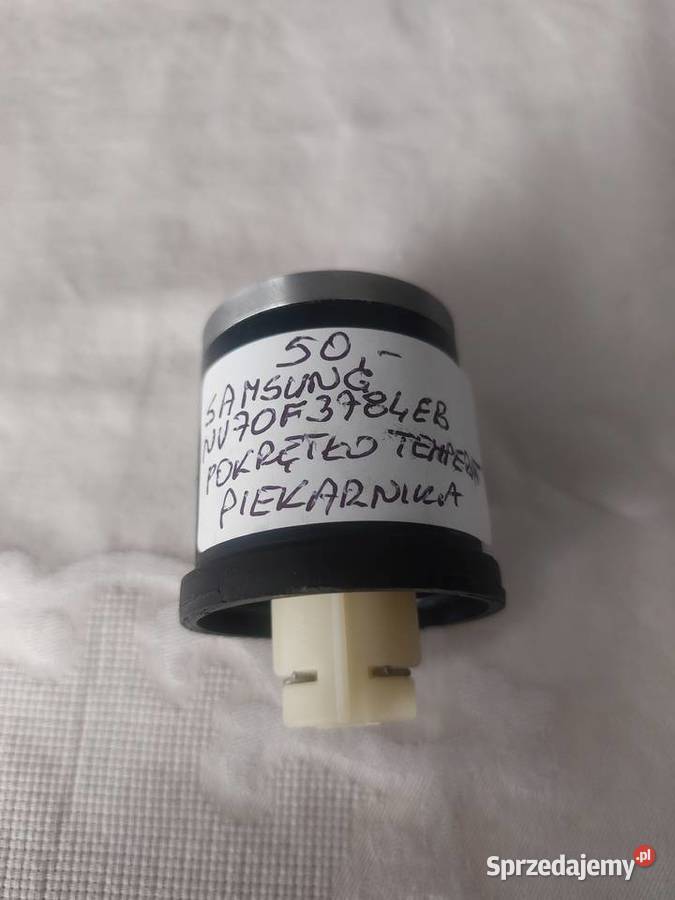 50,-
SAMSUNG
NV70F3784EB
POKRĘTŁO TEMPERAT
PIEKARNIKA
Sprzedajemy.pl